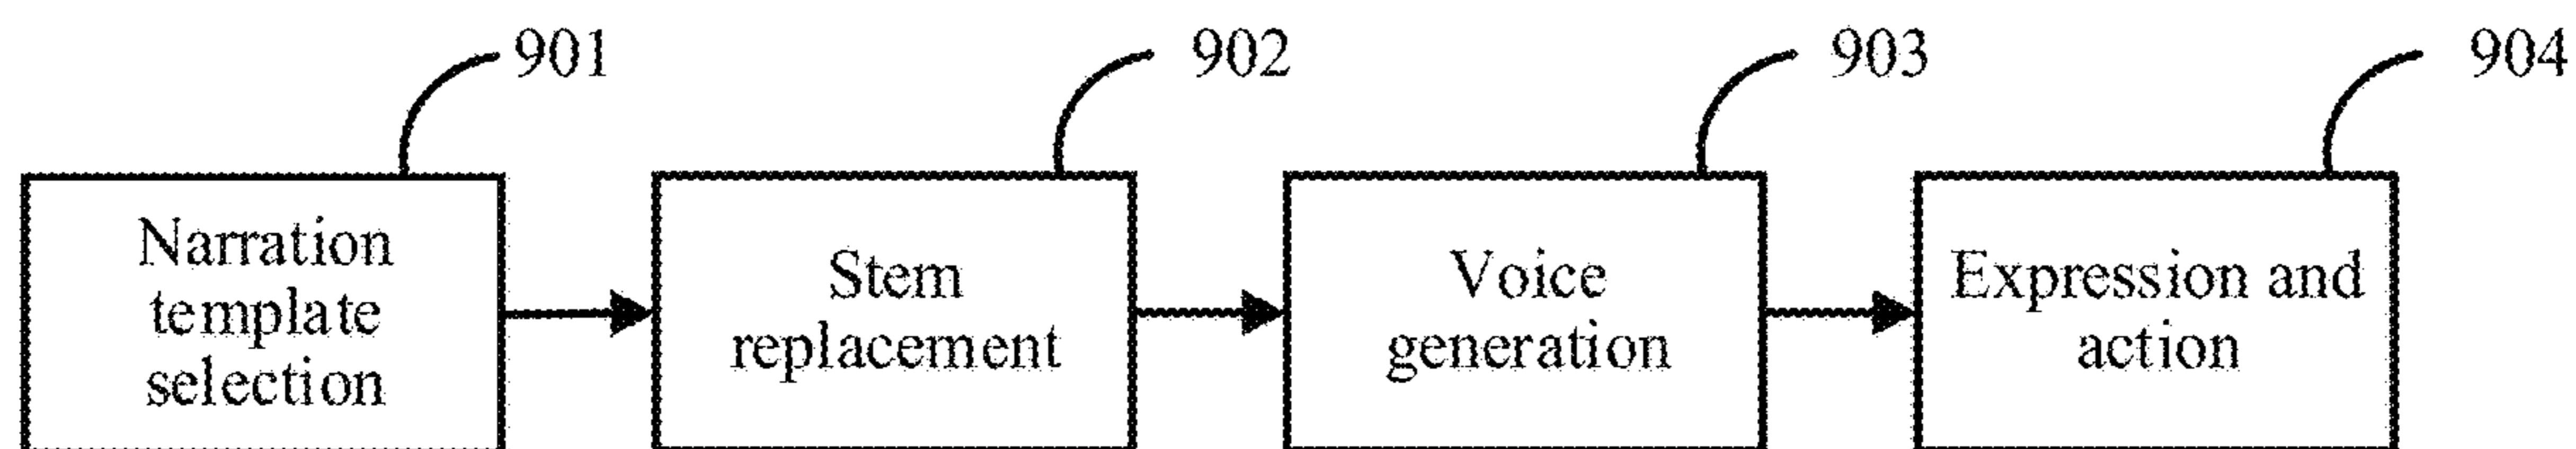 901
902
903
904
Narration
template
selection
Stem
replacement
Voice
generation
Expression and
action